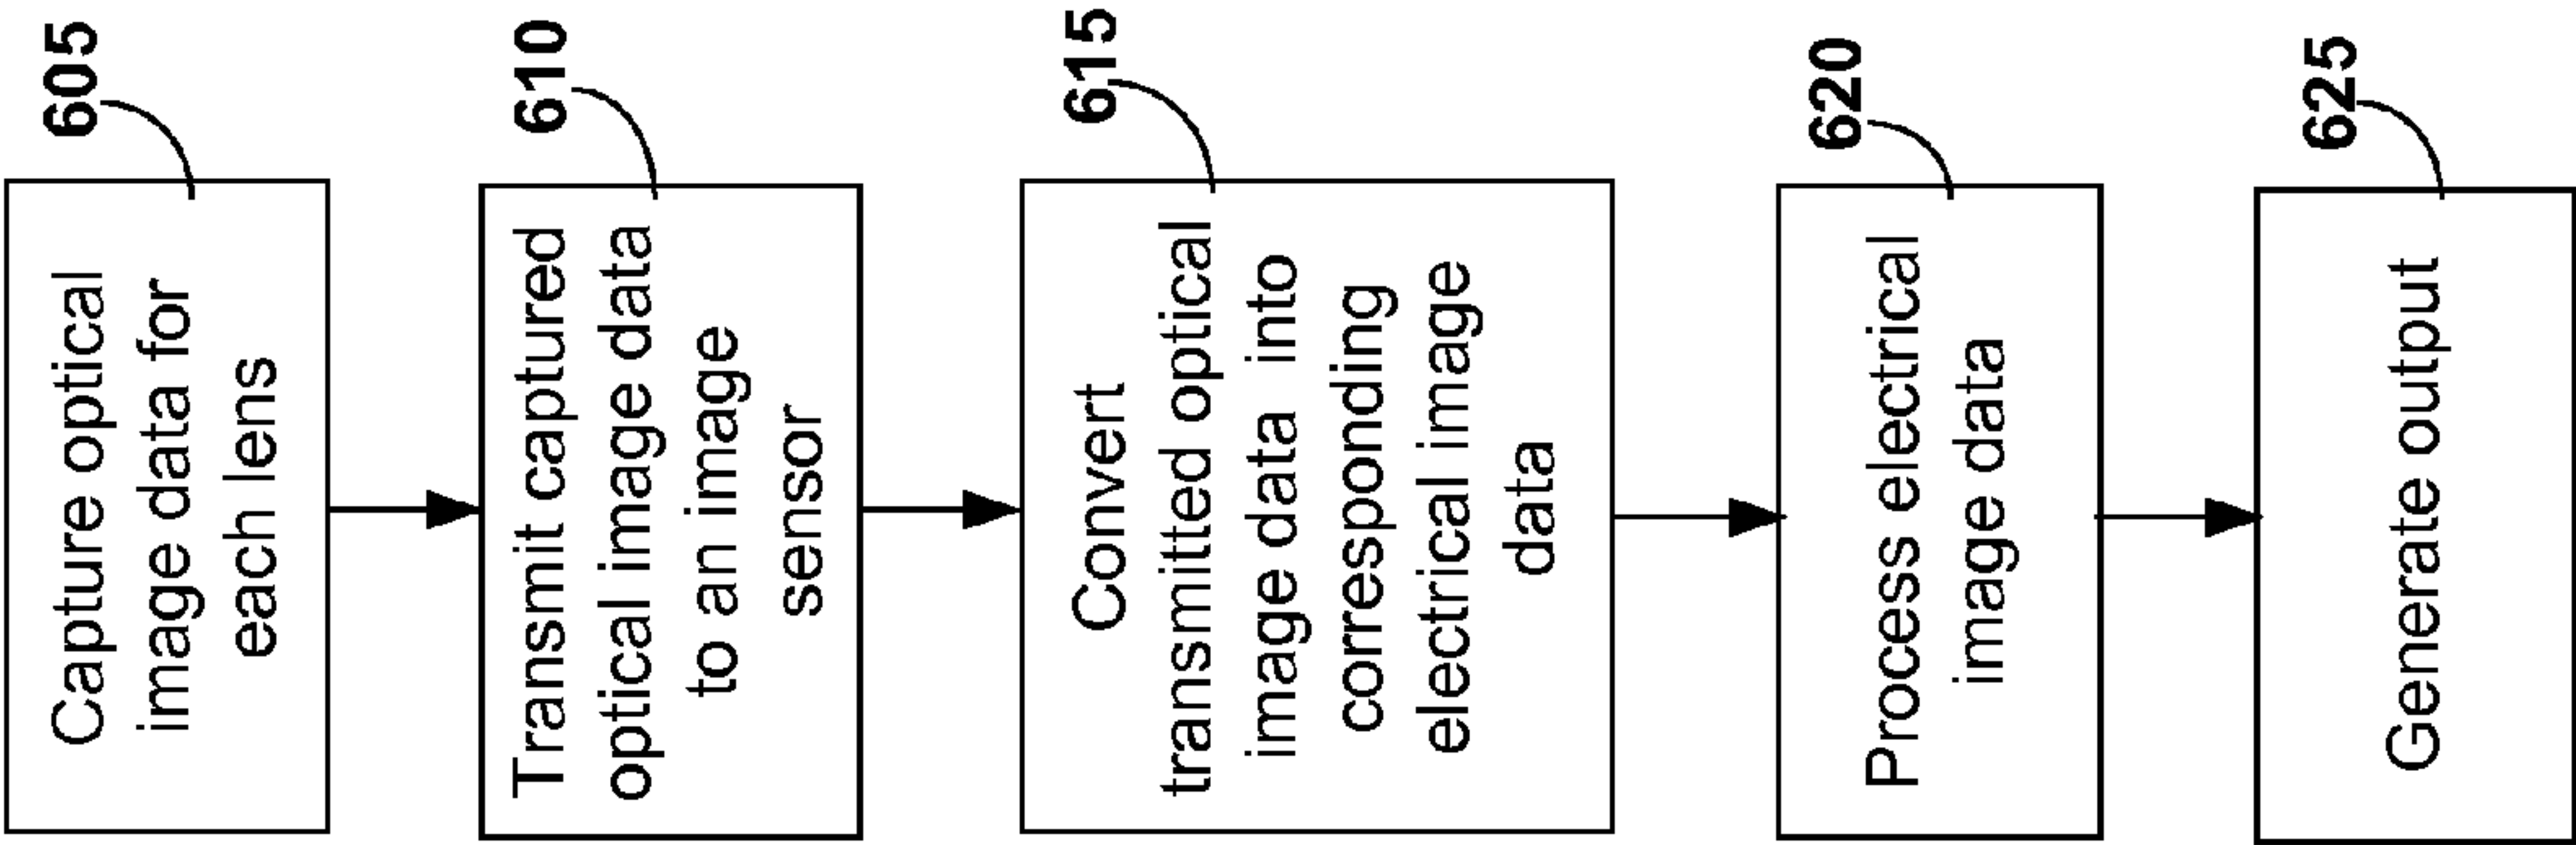 605
Capture optical
image data for
each lens
610
Transmit captured
optical image data
to an image
sensor
615
Convert
transmitted optical
image data into
corresponding
electrical image
data
620
Process electrical
image data
625
Generate output